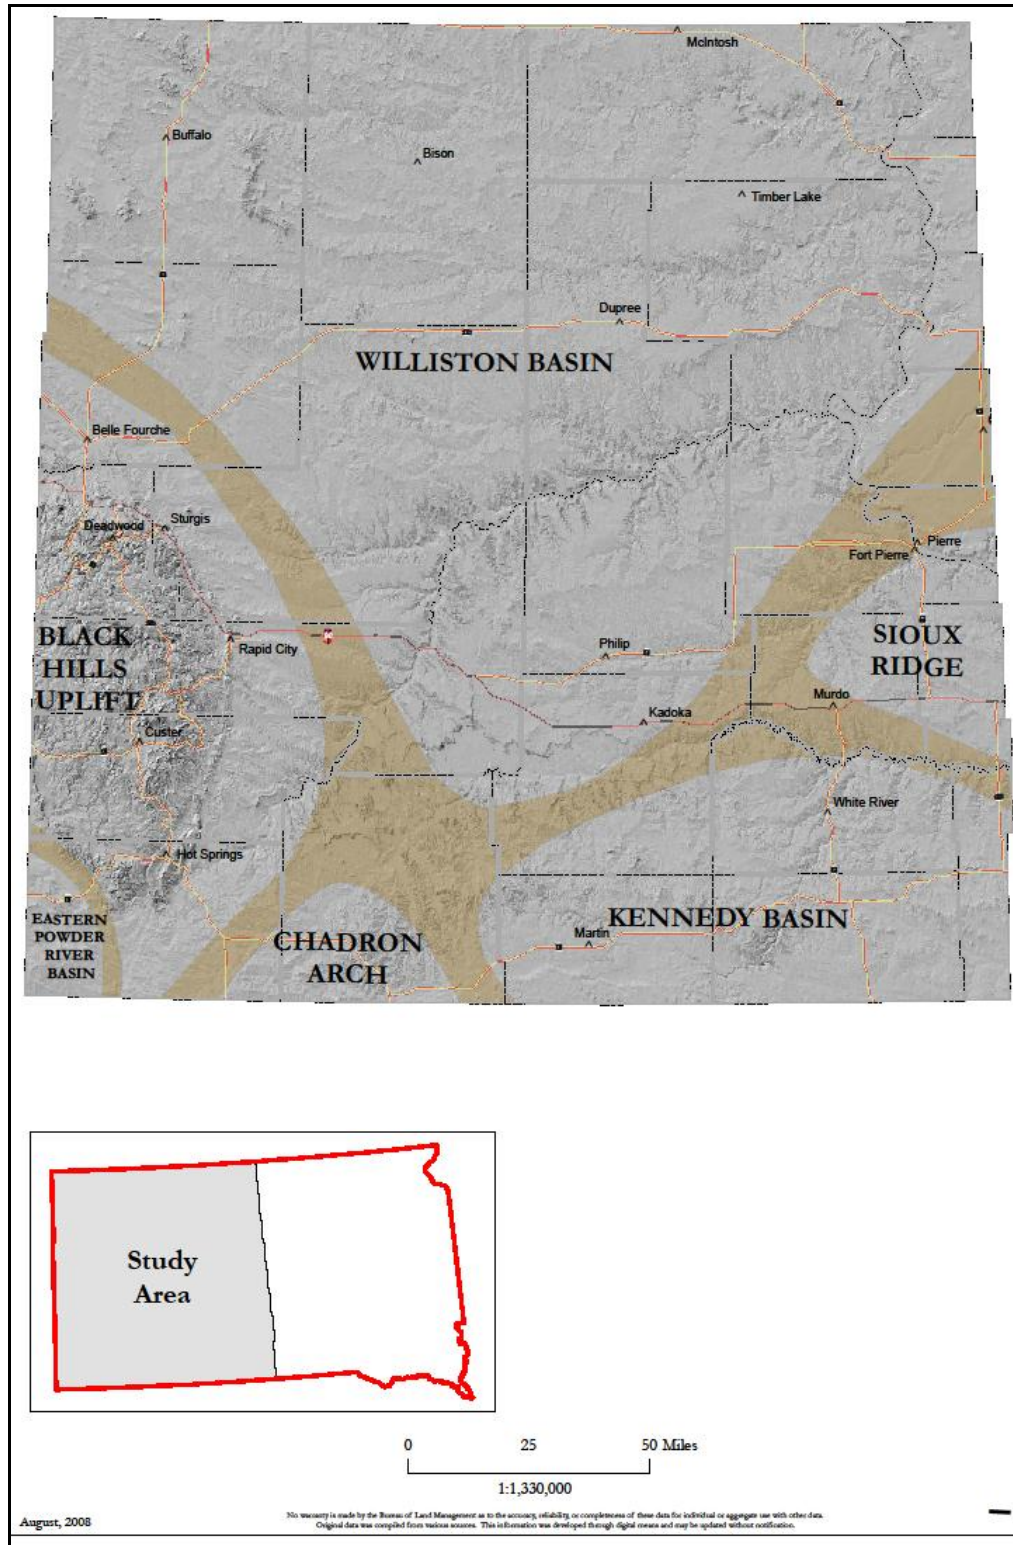 McIntosh
Buffalo
Bison
Timber Lake
Dupree
WILLISTON BASIN
Belle Fourche
Deadwood
Sturgis
Pierre
Fort Pierre
BLACK
HILLS
UPLIFT
Rapid City
Philip
SIOUX
RIDGE
Murdo
Kadoka
Custer
White River
Hot Springs
EASTERN
POWDER
RIVER
BASIN
CHADRON
ARCH
Martin
KENNEDY BASIN
Study
Area
0 25 50 Miles
1:1,330,000
August, 2008
No warranty is made by the Bureau of Land Management as to the accuracy, reliability, or completeness of these data for individual or aggregate use with other data.
Original data was compiled from various sources. This information was developed through digital means and may be updated without notification.